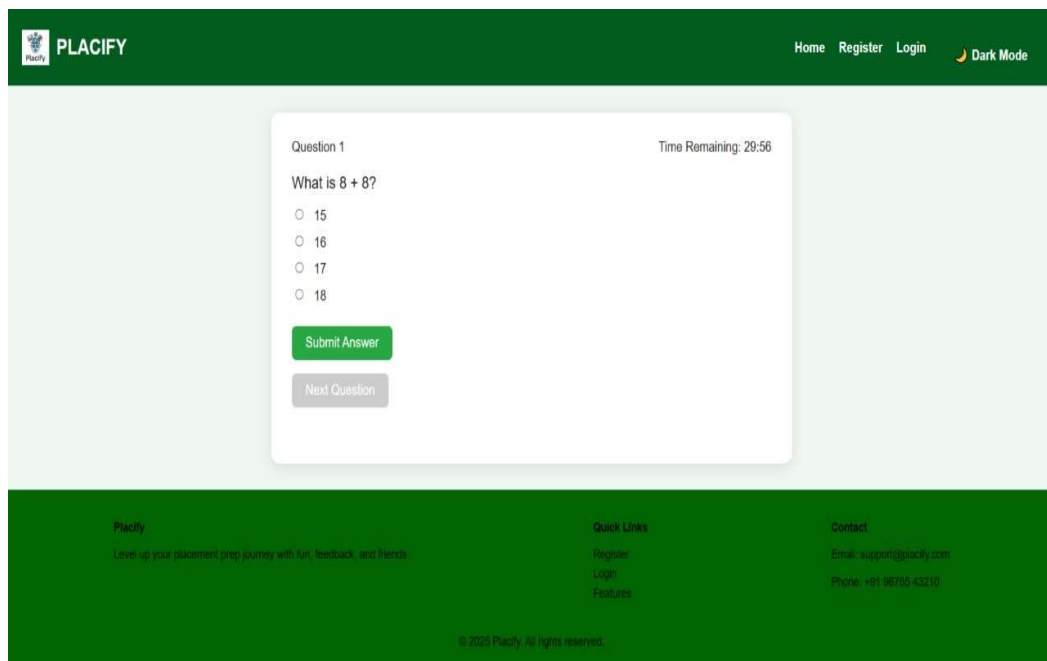 Placify
PLACIFY
Home Register Login 🌙 Dark Mode
Question 1
Time Remaining: 29:56
What is 8 + 8?
15
16
17
18
Submit Answer
Next Question
Placify
Level up your placement prep journey with fun, feedback, and friends.
Quick Links
Register
Login
Features
Contact
Email: support@placify.com
Phone: +91 98765 43210
© 2025 Placify. All rights reserved.